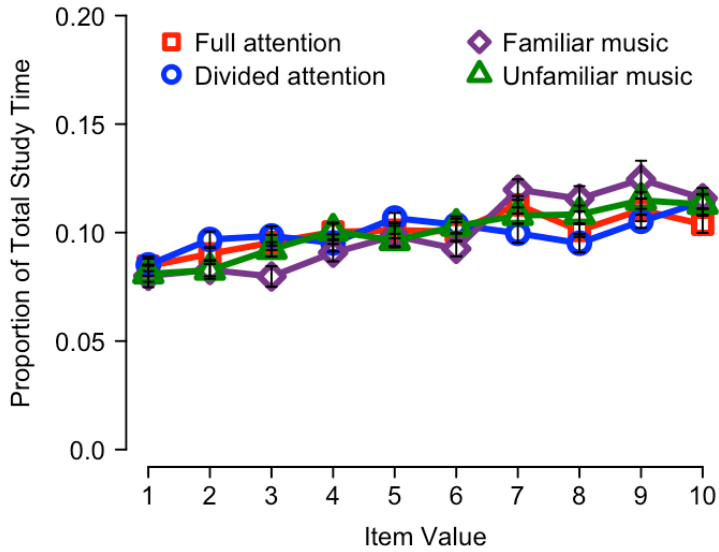 0.20
Full attention
Familiar music
Divided attention
Unfamiliar music
0.15
0.10
0.05
0.0
Proportion of Total Study Time
1 2 3 4 5 6 7 8 9 10
Item Value